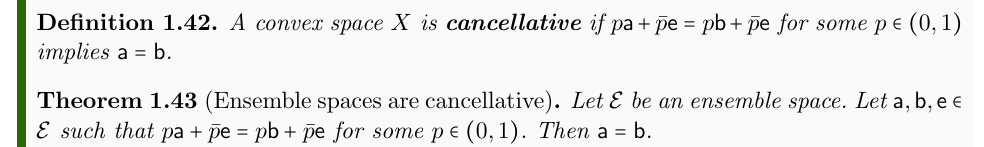 Definition 1.42. A convex space X is cancellative if pa + p̄e = pb + p̄e for some p ∈ (0, 1)
implies a = b.
Theorem 1.43 (Ensemble spaces are cancellative). Let ℰ be an ensemble space. Let a, b, e ∈
ℰ such that pa + p̄e = pb + p̄e for some p ∈ (0, 1). Then a = b.